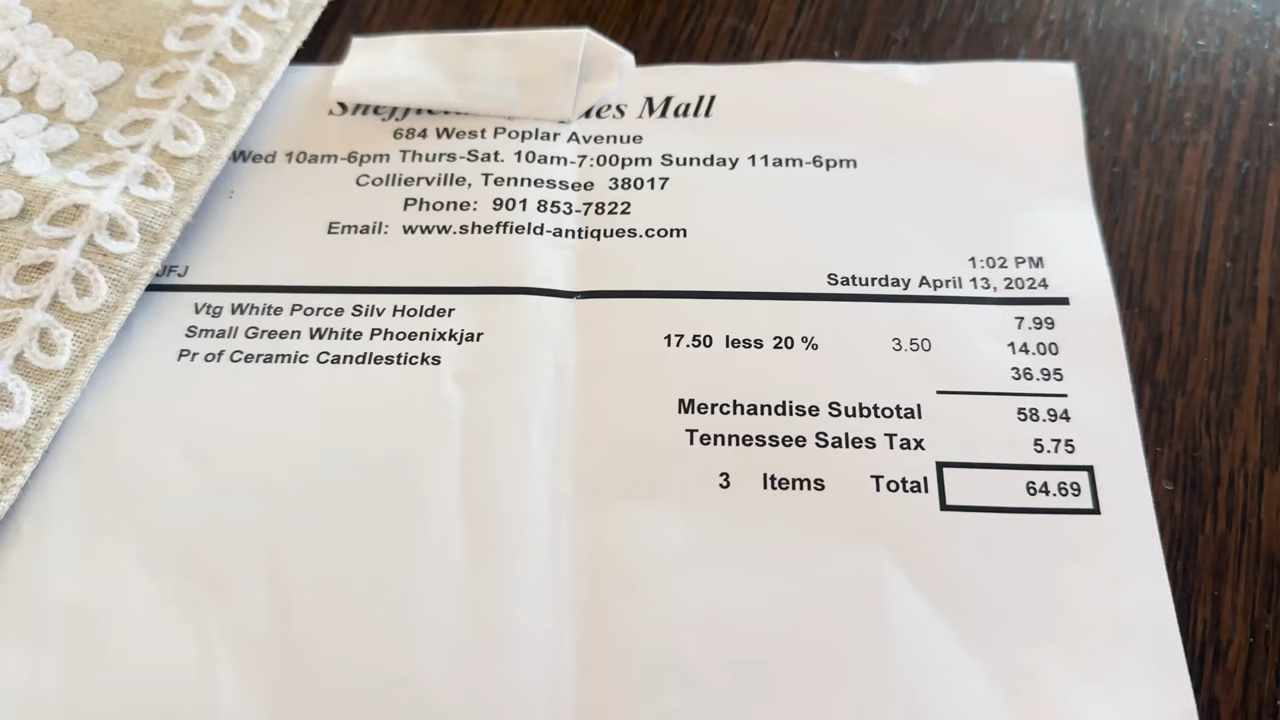 Mall
684 West Poplar Avenue
Wed 10am-6pm Thurs-Sat. 10am-7:00pm Sunday 11am-6pm
Collierville, Tennessee 38017
:
Phone: 901 853-7822
Email: www.sheffield-antiques.com
JFJ
1:02 PM
Saturday April 13, 2024
Vtg White Porce Silv Holder 7.99
Small Green White Phoenixkjar 17.50 less 20 % 3.50 14.00
Pr of Ceramic Candlesticks 36.95
Merchandise Subtotal 58.94
Tennessee Sales Tax 5.75
3 Items Total 64.69